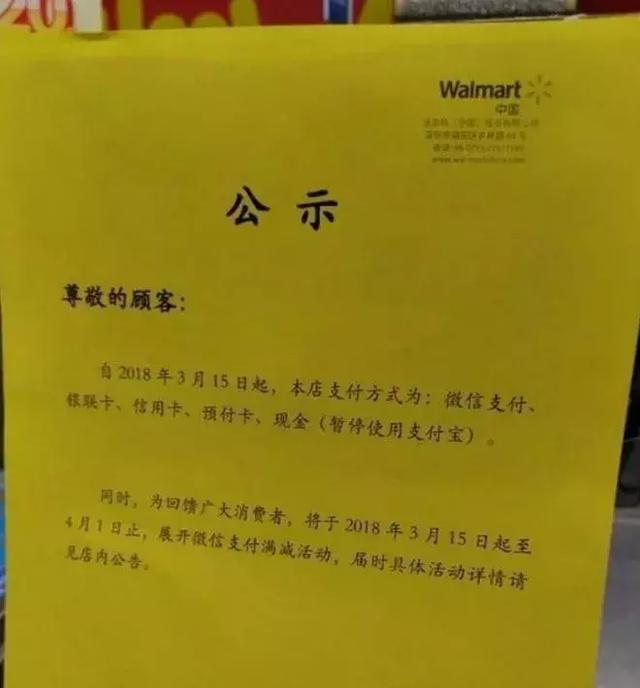 20
Walmart
中国
公示
尊敬的顾客：
自2018年3月15日起，本店支付方式为：微信支付、
银联卡、信用卡、预付卡、现金（暂停使用支付宝）。
同时，为回馈广大消费者，将于2018年3月15日起至
4月1日止，展开微信支付满减活动，届时具体活动详情请
见店内公告。